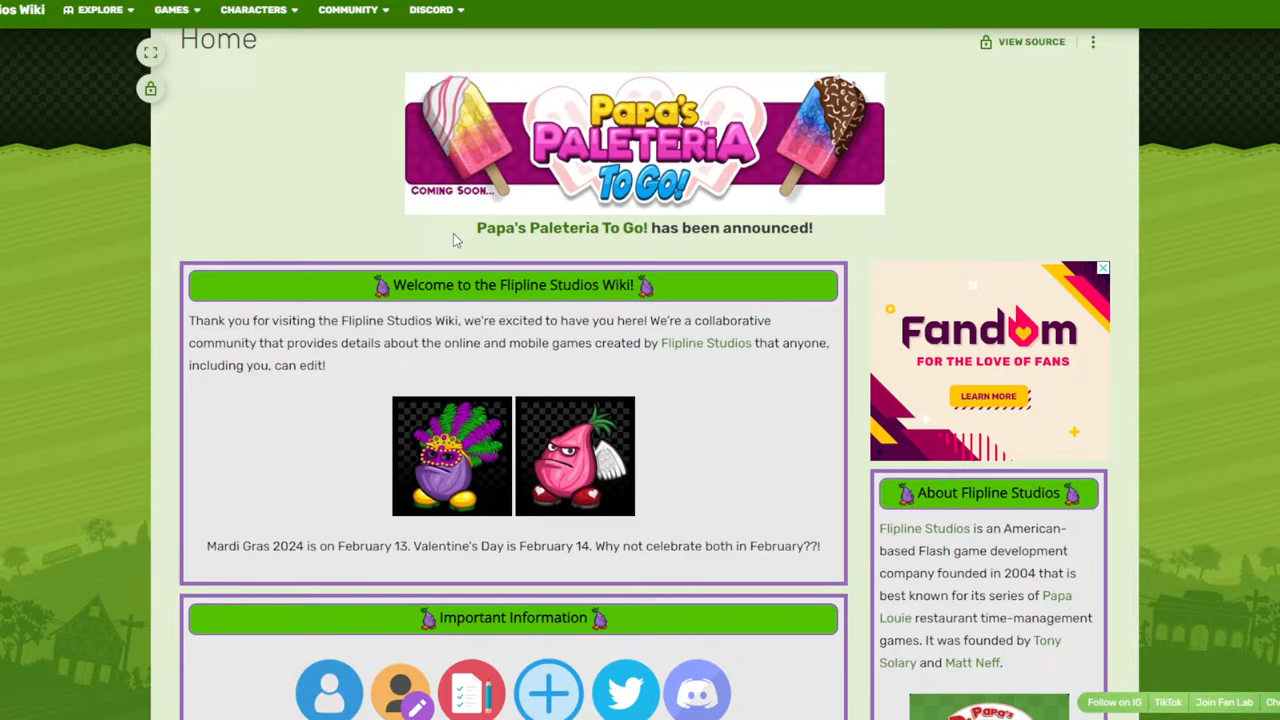 ios Wiki
EXPLORE
GAMES
CHARACTERS
COMMUNITY
DISCORD
Home
VIEW SOURCE
Papa's
PALETERIA
TO GO!
COMING SOON...
Papa's Paleteria To Go! has been announced!
Welcome to the Flipline Studios Wiki!
Thank you for visiting the Flipline Studios Wiki, we're excited to have you here! We're a collaborative
community that provides details about the online and mobile games created by Flipline Studios that anyone,
including you, can edit!
Mardi Gras 2024 is on February 13. Valentine's Day is February 14. Why not celebrate both in February??!
Important Information
Fandom
FOR THE LOVE OF FANS
LEARN MORE
About Flipline Studios
Flipline Studios is an American-
based Flash game development
company founded in 2004 that is
best known for its series of Papa
Louie restaurant time-management
games. It was founded by Tony
Solary and Matt Neff.
Papa's
Follow on IG
TikTok
Join Fan Lab